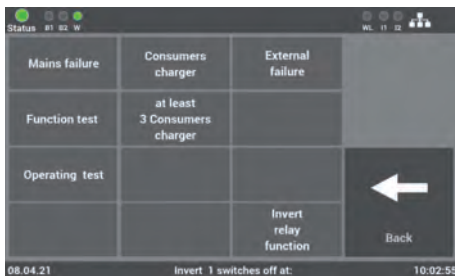 Status B1 B2 W WL I1 I2
Mains failure
Consumers
charger
External
failure
Function test
at least
3 Consumers
charger
Operating test
Invert
relay
function
Back
08.04.21 Invert 1 switches off at: 10:02:55